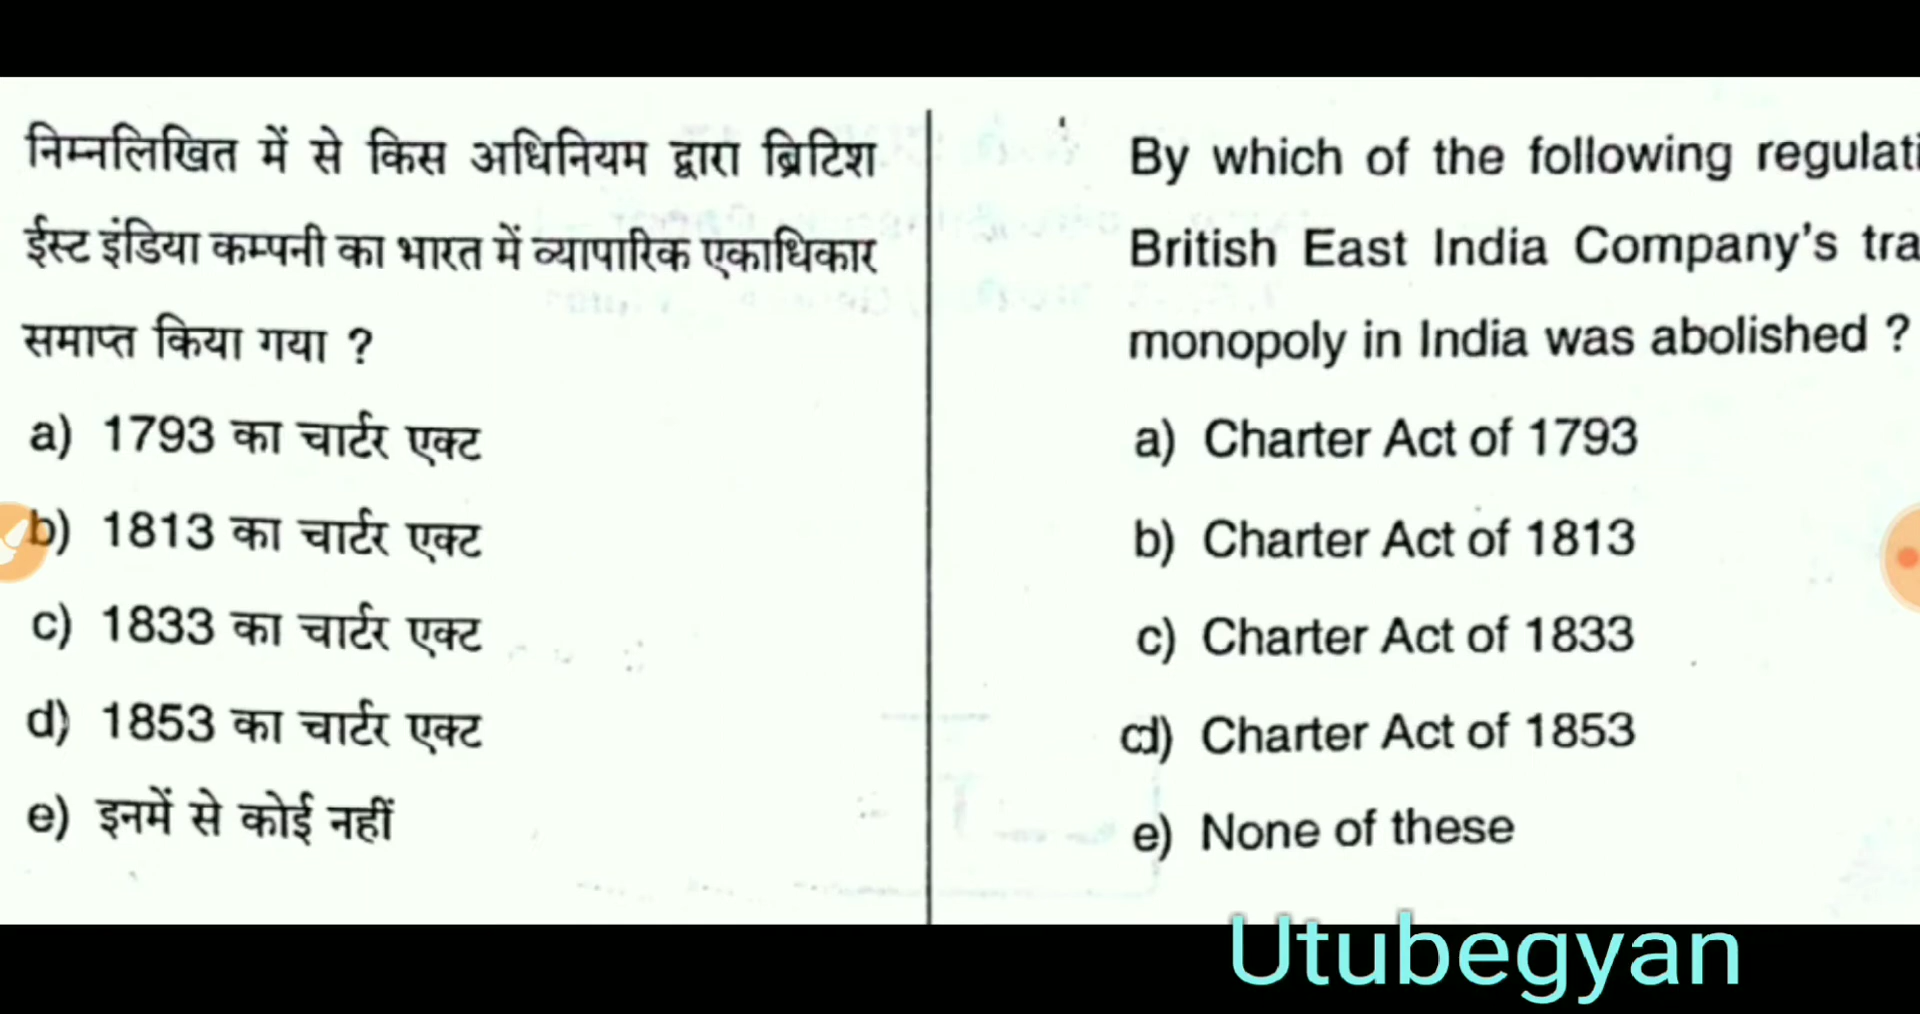 निम्नलिखित में से किस अधिनियम द्वारा ब्रिटिश
ईस्ट इंडिया कम्पनी का भारत में व्यापारिक एकाधिकार
समाप्त किया गया ?
a) 1793 का चार्टर एक्ट
b) 1813 का चार्टर एक्ट
c) 1833 का चार्टर एक्ट
d) 1853 का चार्टर एक्ट
e) इनमें से कोई नहीं
By which of the following regulati
British East India Company's tra
monopoly in India was abolished ?
a) Charter Act of 1793
b) Charter Act of 1813
c) Charter Act of 1833
d) Charter Act of 1853
e) None of these
Utubegyan